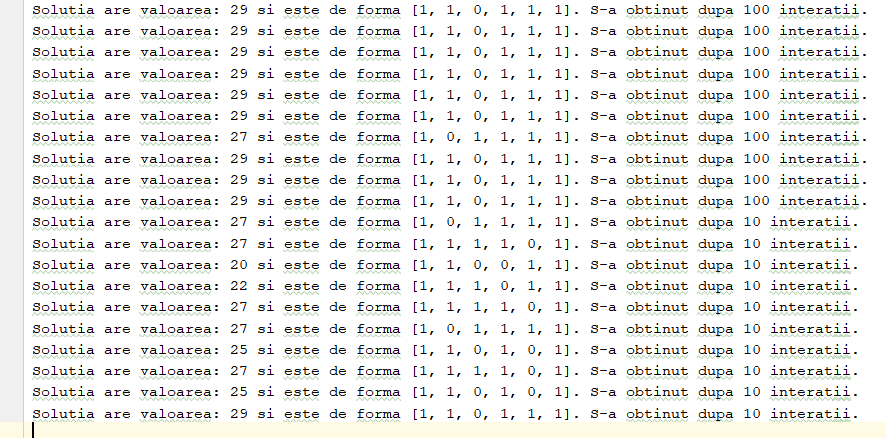 Solutia are valoarea: 29 si este de forma [1, 1, 0, 1, 1, 1]. S-a obtinut dupa 100 interatii.
Solutia are valoarea: 29 si este de forma [1, 1, 0, 1, 1, 1]. S-a obtinut dupa 100 interatii.
Solutia are valoarea: 29 si este de forma [1, 1, 0, 1, 1, 1]. S-a obtinut dupa 100 interatii.
Solutia are valoarea: 29 si este de forma [1, 1, 0, 1, 1, 1]. S-a obtinut dupa 100 interatii.
Solutia are valoarea: 29 si este de forma [1, 1, 0, 1, 1, 1]. S-a obtinut dupa 100 interatii.
Solutia are valoarea: 29 si este de forma [1, 1, 0, 1, 1, 1]. S-a obtinut dupa 100 interatii.
Solutia are valoarea: 27 si este de forma [1, 0, 1, 1, 1, 1]. S-a obtinut dupa 100 interatii.
Solutia are valoarea: 29 si este de forma [1, 1, 0, 1, 1, 1]. S-a obtinut dupa 100 interatii.
Solutia are valoarea: 29 si este de forma [1, 1, 0, 1, 1, 1]. S-a obtinut dupa 100 interatii.
Solutia are valoarea: 29 si este de forma [1, 1, 0, 1, 1, 1]. S-a obtinut dupa 100 interatii.
Solutia are valoarea: 27 si este de forma [1, 0, 1, 1, 1, 1]. S-a obtinut dupa 10 interatii.
Solutia are valoarea: 27 si este de forma [1, 1, 1, 1, 0, 1]. S-a obtinut dupa 10 interatii.
Solutia are valoarea: 20 si este de forma [1, 1, 0, 0, 1, 1]. S-a obtinut dupa 10 interatii.
Solutia are valoarea: 22 si este de forma [1, 1, 1, 0, 1, 1]. S-a obtinut dupa 10 interatii.
Solutia are valoarea: 27 si este de forma [1, 1, 1, 1, 0, 1]. S-a obtinut dupa 10 interatii.
Solutia are valoarea: 27 si este de forma [1, 0, 1, 1, 1, 1]. S-a obtinut dupa 10 interatii.
Solutia are valoarea: 25 si este de forma [1, 1, 0, 1, 0, 1]. S-a obtinut dupa 10 interatii.
Solutia are valoarea: 27 si este de forma [1, 1, 1, 1, 0, 1]. S-a obtinut dupa 10 interatii.
Solutia are valoarea: 25 si este de forma [1, 1, 0, 1, 0, 1]. S-a obtinut dupa 10 interatii.
Solutia are valoarea: 29 si este de forma [1, 1, 0, 1, 1, 1]. S-a obtinut dupa 10 interatii.